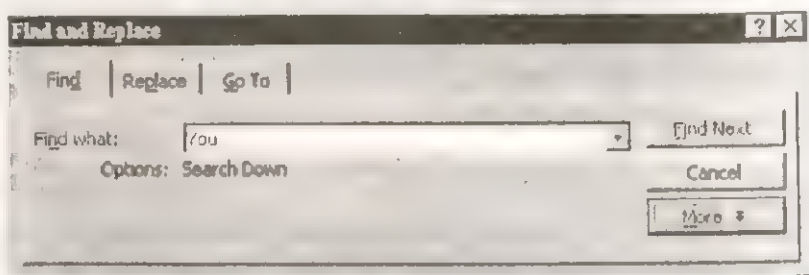 Find and Replace ? ×
Find Replace Go To
Find what: You Find Next
Options: Search Down Cancel
More